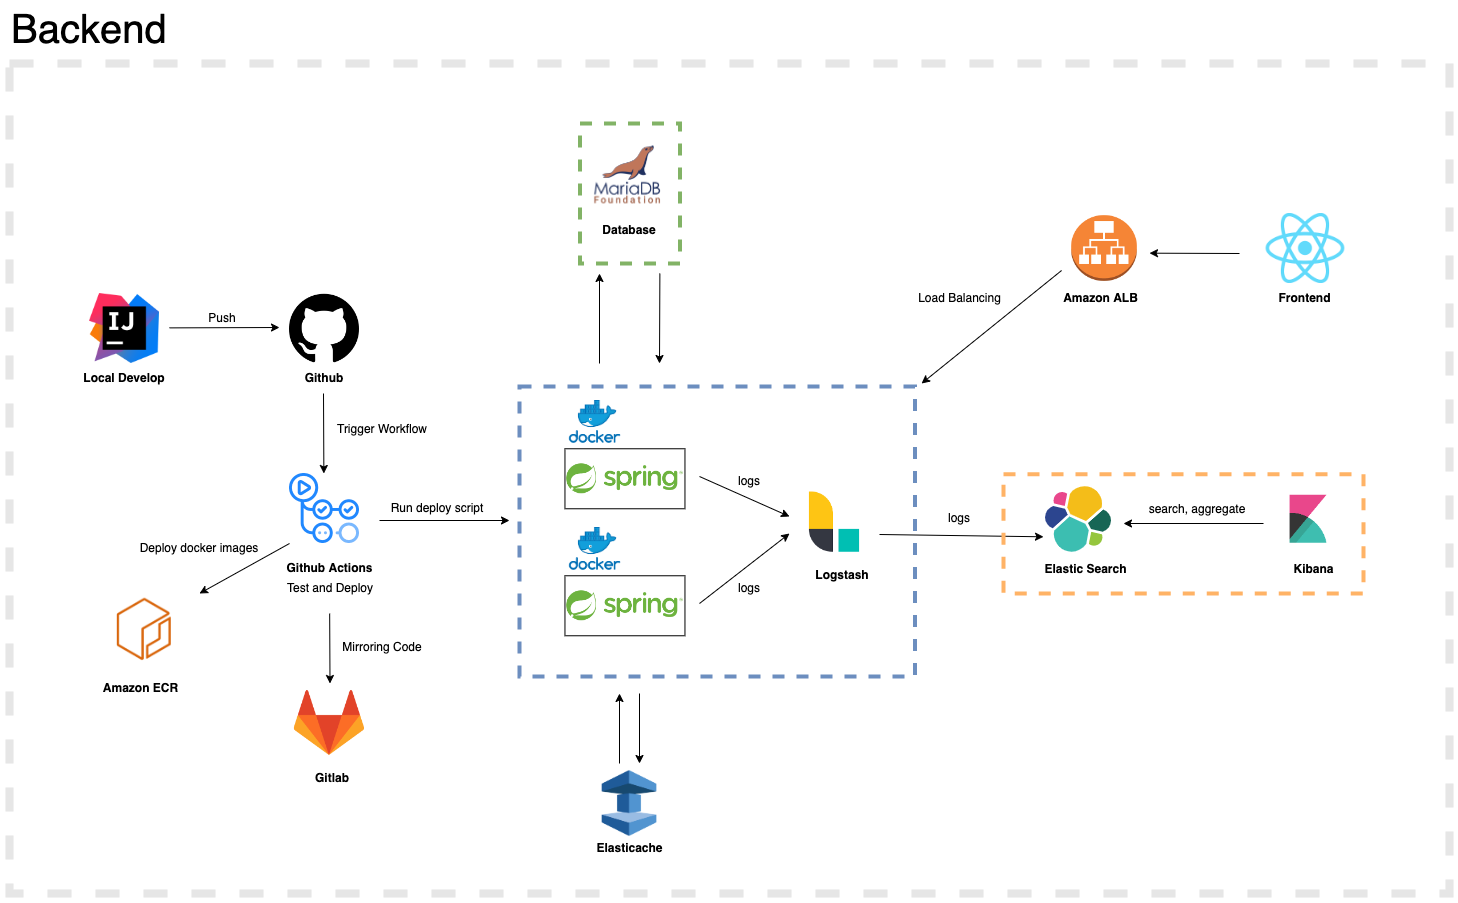 Backend
MariaDB
Foundation
Database
Load Balancing
Amazon ALB
Frontend
IJ
Push
Local Develop
Github
Trigger Workflow
docker
spring
logs
Run deploy script
logs
search, aggregate
Deploy docker images
Github Actions
Test and Deploy
docker
Logstash
Elastic Search
Kibana
spring
logs
Mirroring Code
Amazon ECR
Gitlab
Elasticache